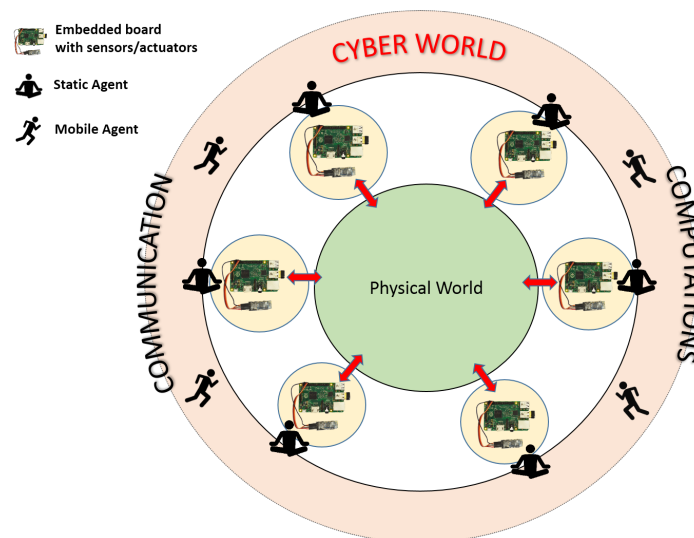 Embedded board
with sensors/actuators
Static Agent
Mobile Agent
CYBER WORLD
COMMUNICATION
COMPUTATIONS
Physical World